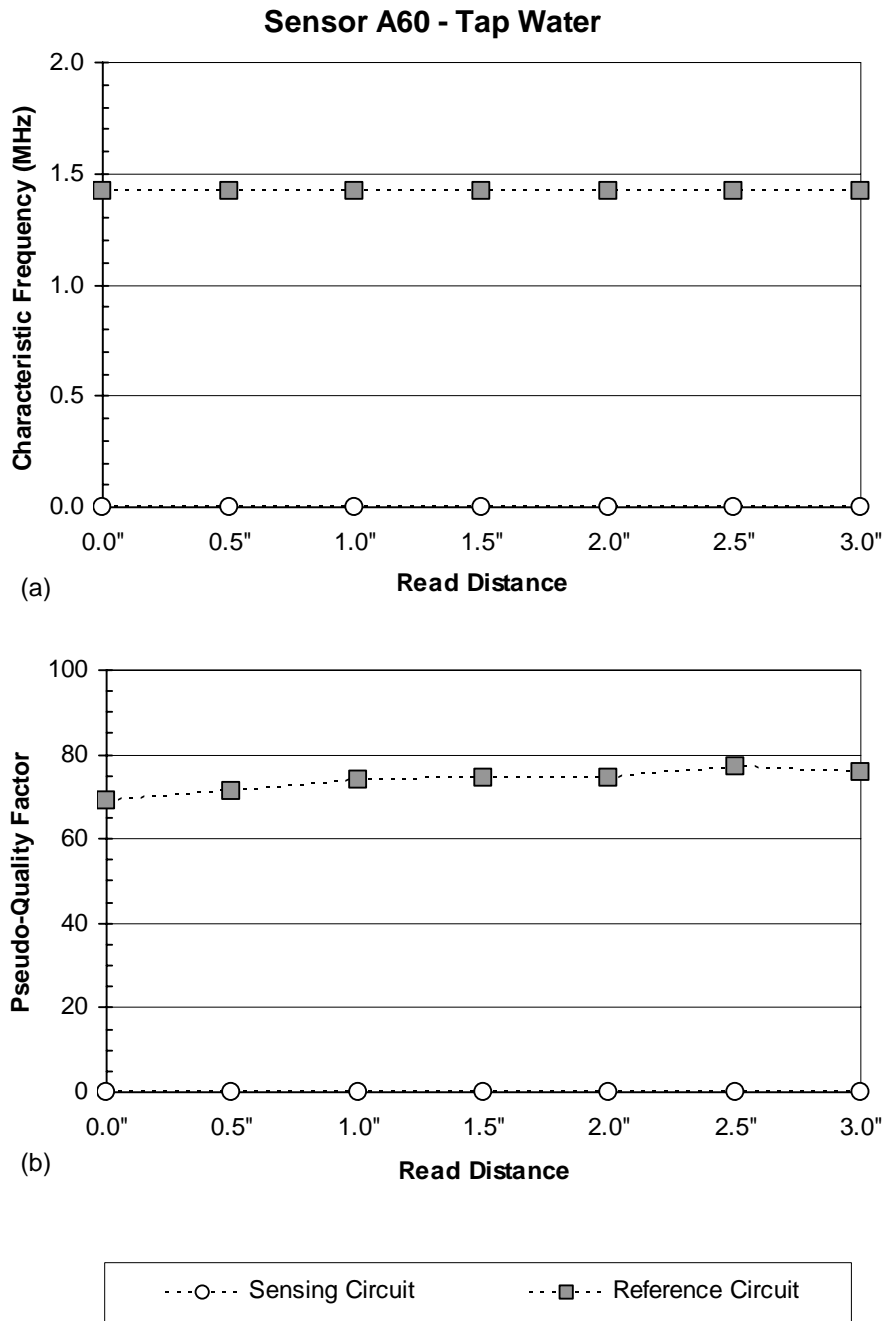 Sensor A60 - Tap Water
Characteristic Frequency (MHz)
2.0
1.5
1.0
0.5
0.0
0.0" 0.5" 1.0" 1.5" 2.0" 2.5" 3.0"
Read Distance
(a)
Pseudo-Quality Factor
100
80
60
40
20
0
0.0" 0.5" 1.0" 1.5" 2.0" 2.5" 3.0"
Read Distance
(b)
Sensing Circuit Reference Circuit